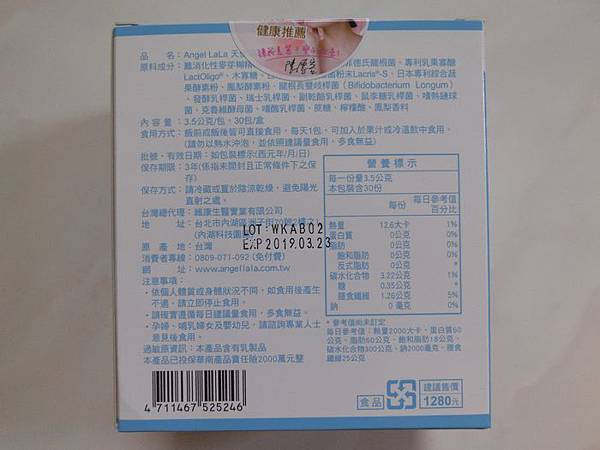 健康推薦
品 名：Angel LaLa 天使
原料成分：難消化性麥芽糊精 菲德氏龍根菌、專利乳寡醣
LactOligo®、木寡糖、 菌粉末Lacris®-S、日本專利綜合蔬
果酵素粉、鳳梨酵素粉、龍根長雙岐桿菌（Bifidobacterium Longum）
、發酵乳桿菌、瑞士乳桿菌、副乾酪乳桿菌、鼠李糖乳桿菌、嗜熱鏈球
菌、克魯維酵母菌、嗜酸乳桿菌、蔗糖、檸檬酸、鳳梨香料
內 容 量：3.5公克/包, 30包/盒
食用方式：飯前或飯後皆可直接食用，每天1包，可加入於果汁或冷溫飲中食用。
(請勿以熱水沖泡，並依照建議量食用，多食無益)
批號、有效日期：如包裝標示(西元年/月/日)
保存期限：3年(係指未開封且正常條件下之保
存)
保存方式：請冷藏或置於陰涼乾燥，避免陽光
直射之處。
台灣總代理：維康生醫實業有限公司
地 址：台北市內湖區洲子街70號2樓之1
(內湖科技園區)
LOT:WKAB02
EXP2019.03.23
原 產 地：台灣
消費者專線：0809-071-092 (免付費)
網 址：www.angellala.com.tw
注意事項：
・依個人體質或身體狀況不同，如食用後產生
不適，請立即停止食用。
・請確實遵循每日建議食用量，多食無益。
・孕婦、哺乳婦女及嬰幼兒，請諮詢專業人士
意見後食用。
過敏原資訊：本產品含有乳製品
本產品已投保華南產品責任險2000萬元整
營養標示
每一份量3.5公克
本包裝含30份
每份 每日參考值
百分比
熱量 12.6大卡 1%
蛋白質 0公克 0%
脂肪 0公克 0%
飽和脂肪 0公克 0%
反式脂肪 0公克 *
碳水化合物 3.22公克 1%
糖 0.35公克 *
膳食纖維 1.26公克 5%
鈉 0 毫克 0%
* 參考值尚未訂定
每日參考值：熱量2000大卡、蛋白質60
公克、脂肪60公克、飽和脂肪18公克、
碳水化合物300公克、鈉2000毫克、膳食
纖維25公克
4 711467 525246
食品
建議售價
1280元